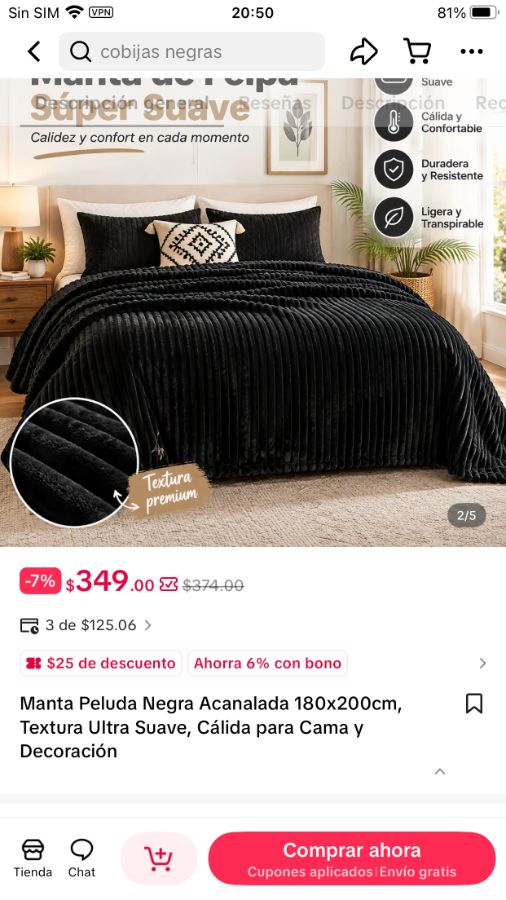 Sin SIM VPN 20:50 81%
cobijas negras
Manta de Felpa
Descripción general Reseñas Descripción
Súper Suave
Calidez y confort en cada momento
Suave
Cálida y
Confortable
Duradera
y Resistente
Ligera y
Transpirable
Textura
premium
2/5
-7% $349.00 $374.00
3 de $125.06
$25 de descuento Ahorra 6% con bono
Manta Peluda Negra Acanalada 180x200cm,
Textura Ultra Suave, Cálida para Cama y
Decoración
Tienda
Chat
Comprar ahora
Cupones aplicados | Envío gratis